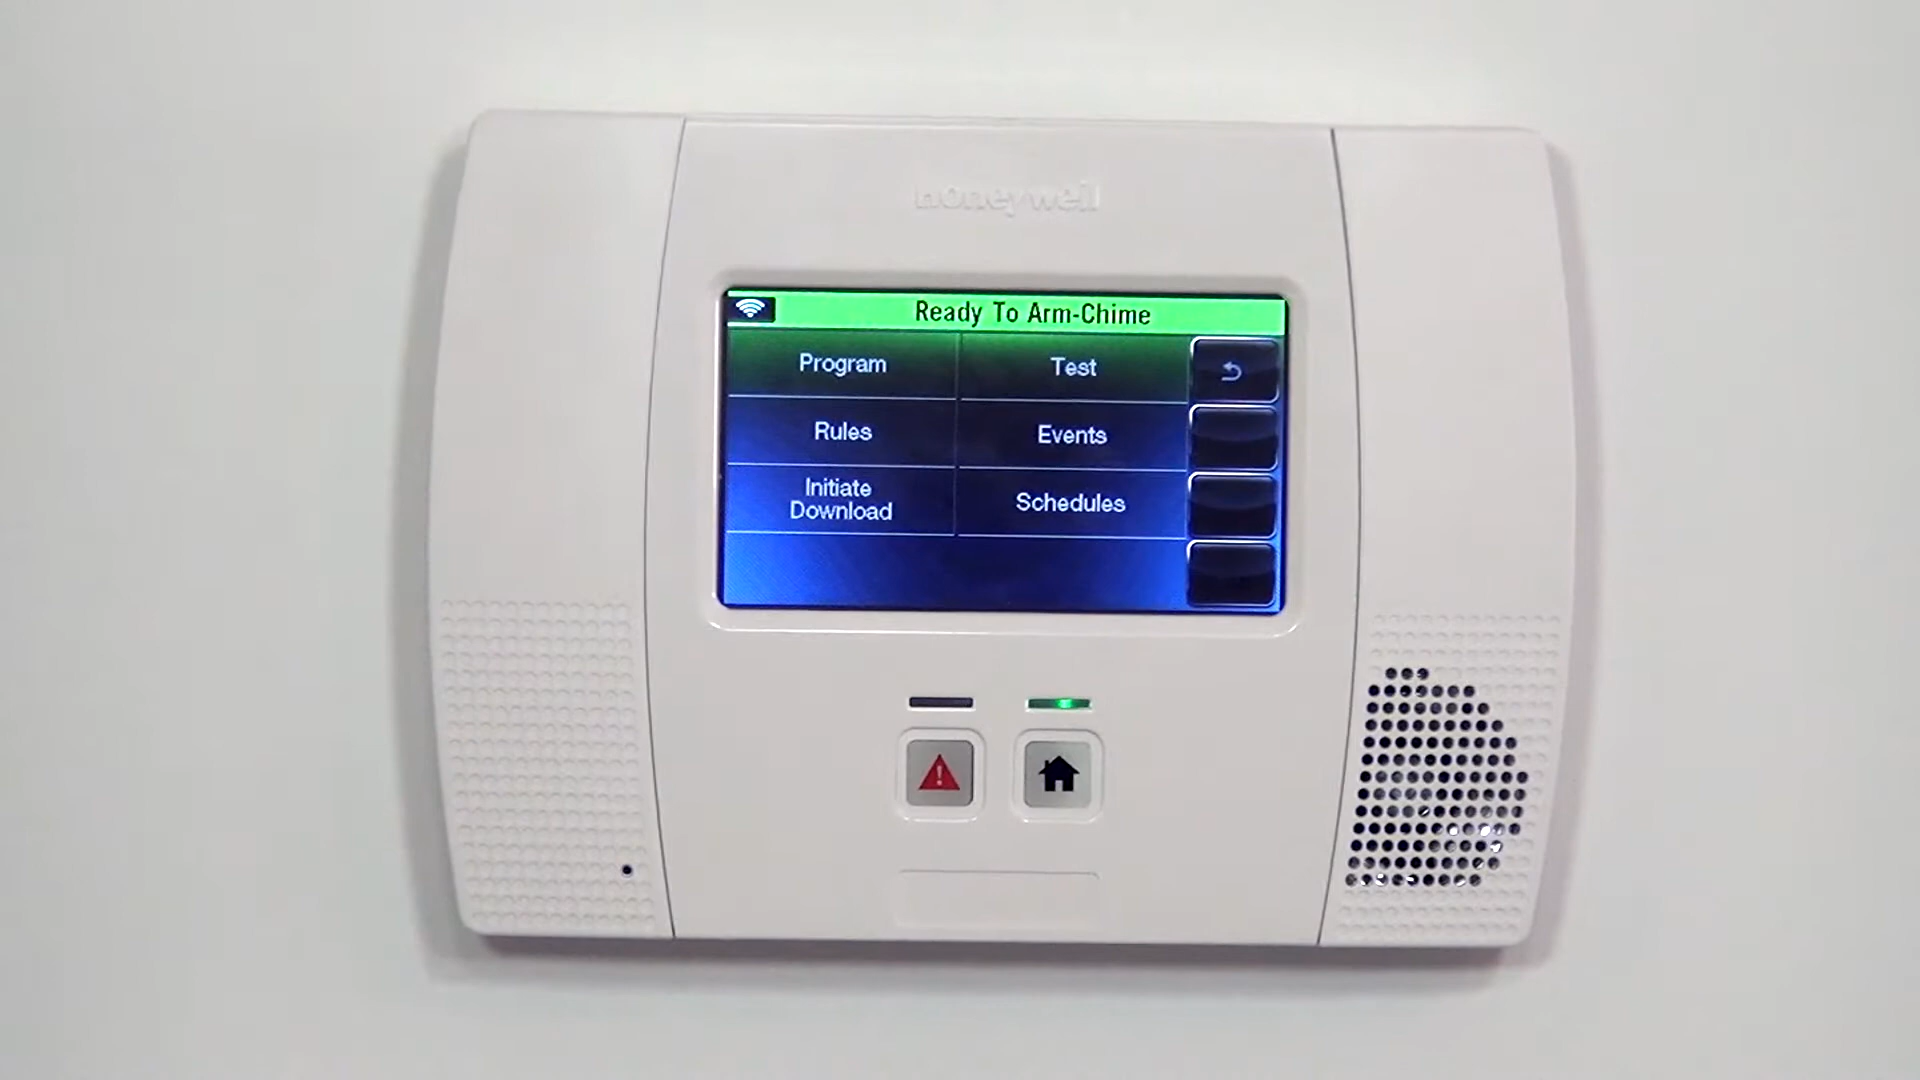 honeywell
Ready To Arm-Chime
Program
Test
Rules
Events
Initiate
Download
Schedules